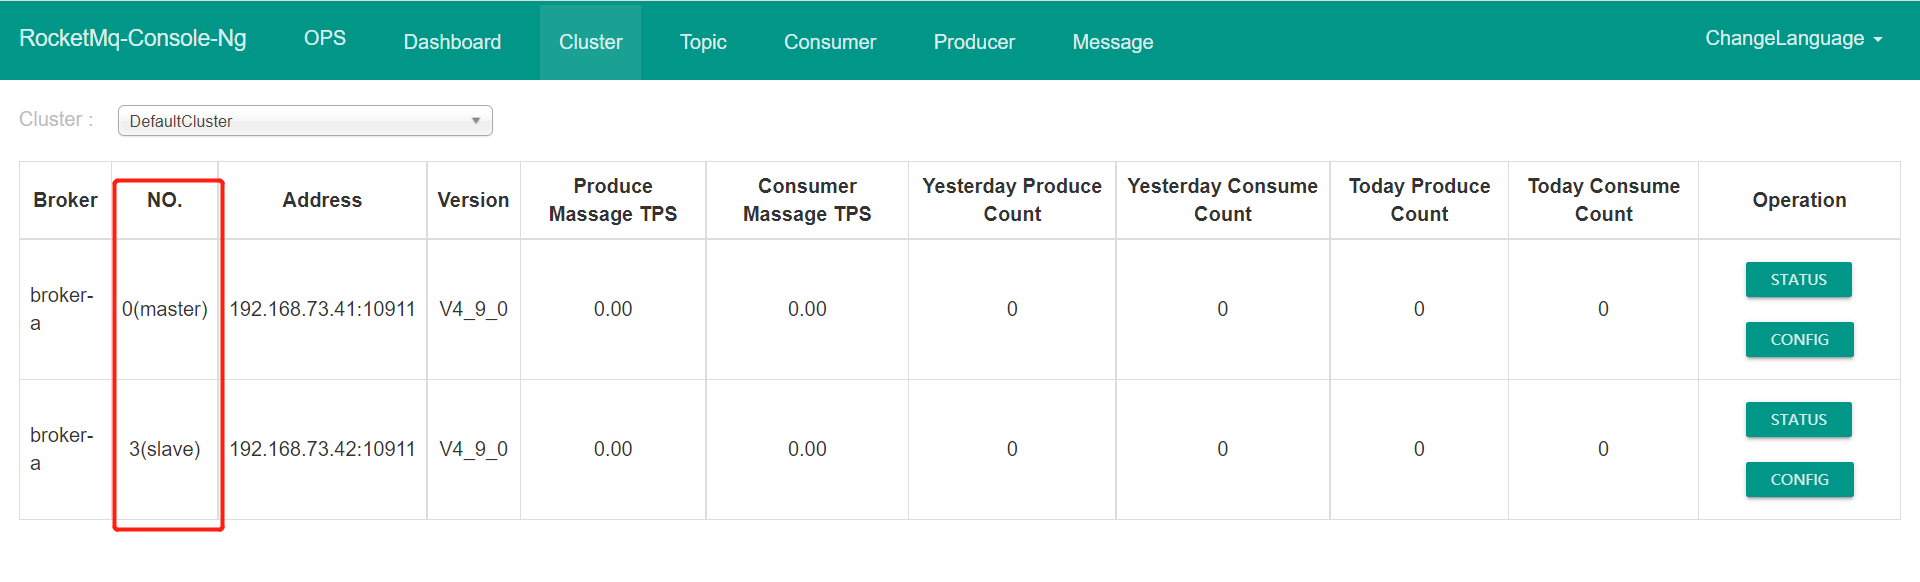 RocketMq-Console-Ng OPS Dashboard Cluster Topic Consumer Producer Message ChangeLanguage
Cluster : DefaultCluster
Broker NO. Address Version Produce Massage TPS Consumer Massage TPS Yesterday Produce Count Yesterday Consume Count Today Produce Count Today Consume Count Operation
broker-a 0(master) 192.168.73.41:10911 V4_9_0 0.00 0.00 0 0 0 0 STATUS
CONFIG
broker-a 3(slave) 192.168.73.42:10911 V4_9_0 0.00 0.00 0 0 0 0 STATUS
CONFIG